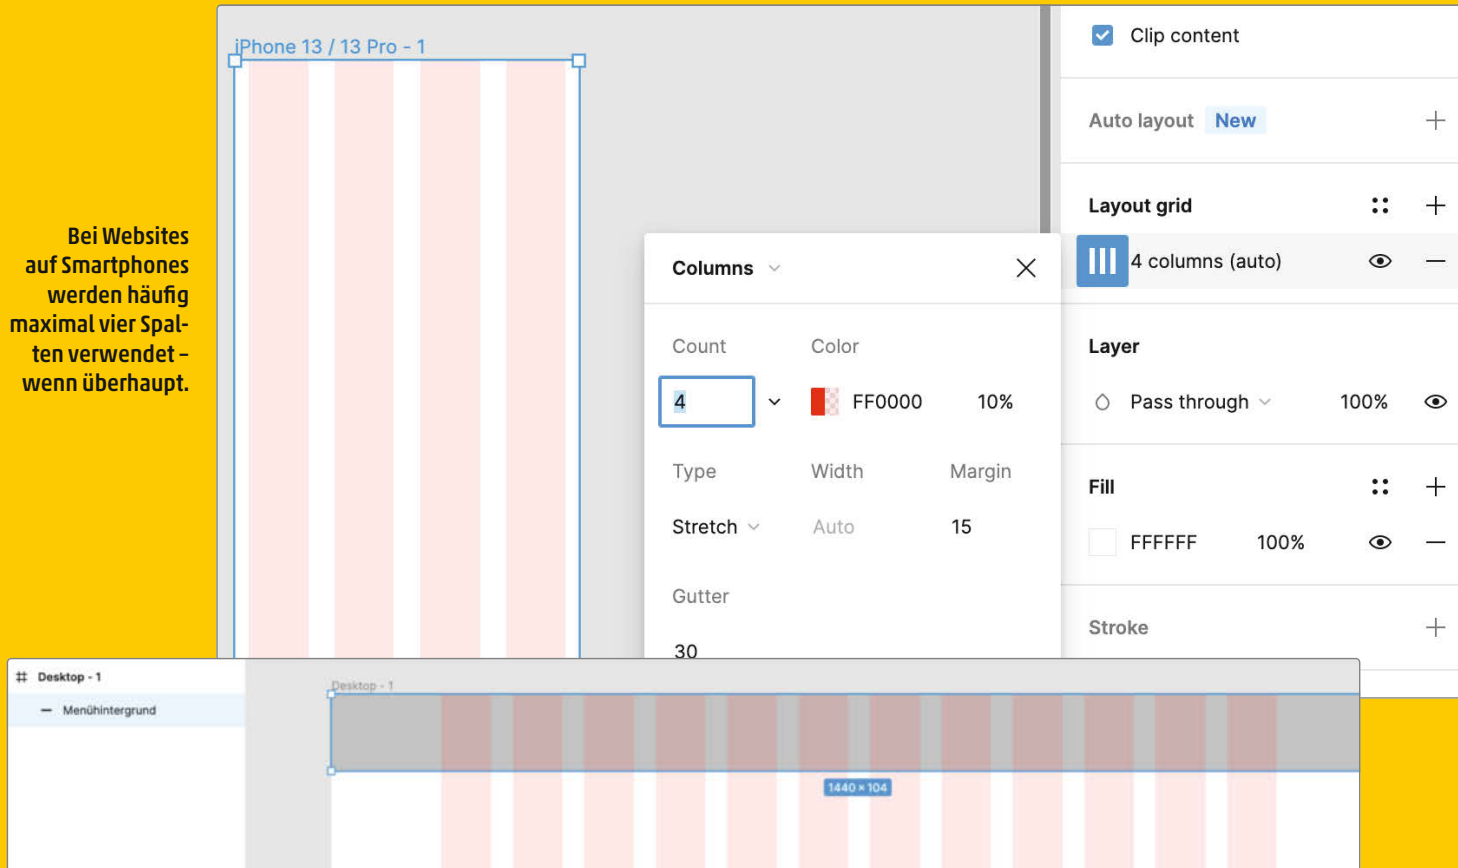 Bei Websites
auf Smartphones
werden häufig
maximal vier Spal-
ten verwendet –
wenn überhaupt.
iPhone 13 / 13 Pro - 1
Columns
Count Color
4 FF0000 10%
Type Width Margin
Stretch Auto 15
Gutter
30
Clip content
Auto layout New
Layout grid
4 columns (auto)
Layer
Pass through 100%
Fill
FFFFFF 100%
Stroke
Desktop - 1
Menühintergrund
Desktop - 1
1440 × 104